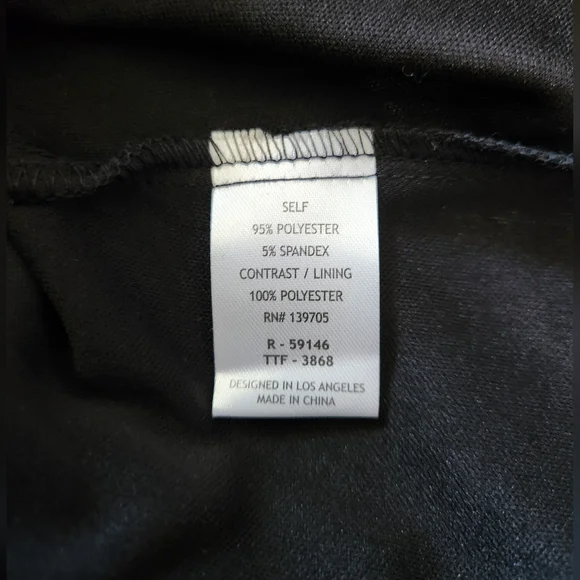 SELF
95% POLYESTER
5% SPANDEX
CONTRAST / LINING
100% POLYESTER
RN# 139705
R - 59146
TTF - 3868
DESIGNED IN LOS ANGELES
MADE IN CHINA